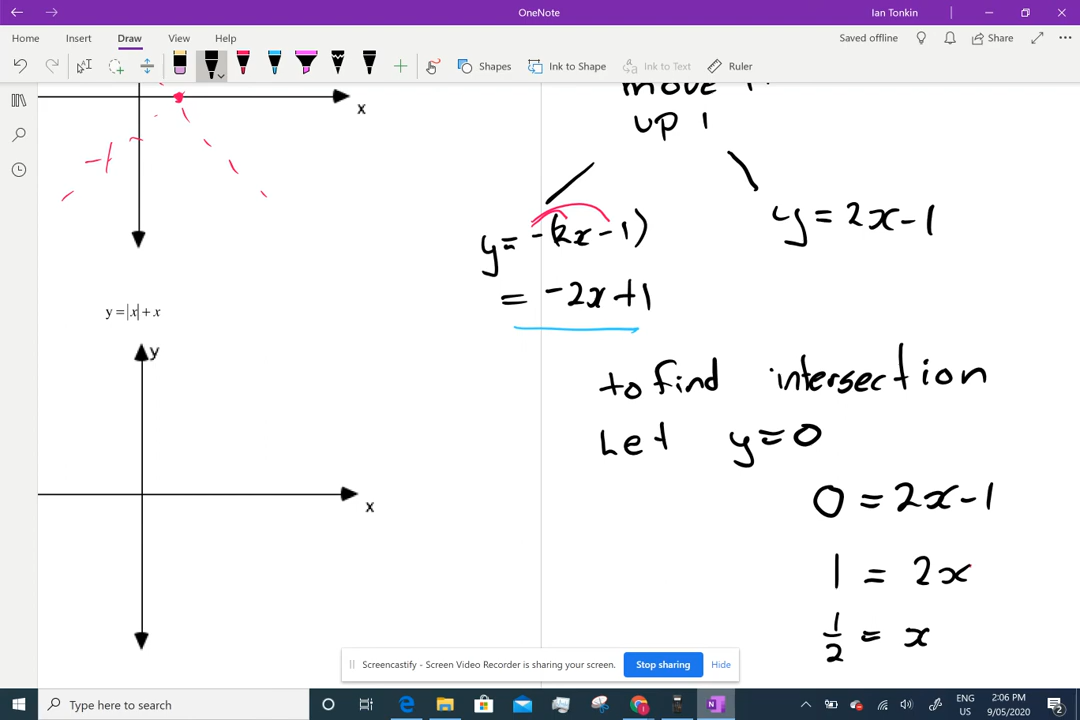 OneNote
Ian Tonkin
Home Insert Draw View Help
Saved offline
Share
Shapes
Ink to Shape
Ink to Text
Ruler
x
-1
move
up 1
y=-(2x-1)
y=2x-1
= -2x+1
y = |x| + x
y
x
to find intersection
Let y=0
0 = 2x-1
1 = 2x
1/2 = x
Screencastify - Screen Video Recorder is sharing your screen.
Stop sharing
Hide
Type here to search
ENG
US
2:06 PM
9/05/2020
2